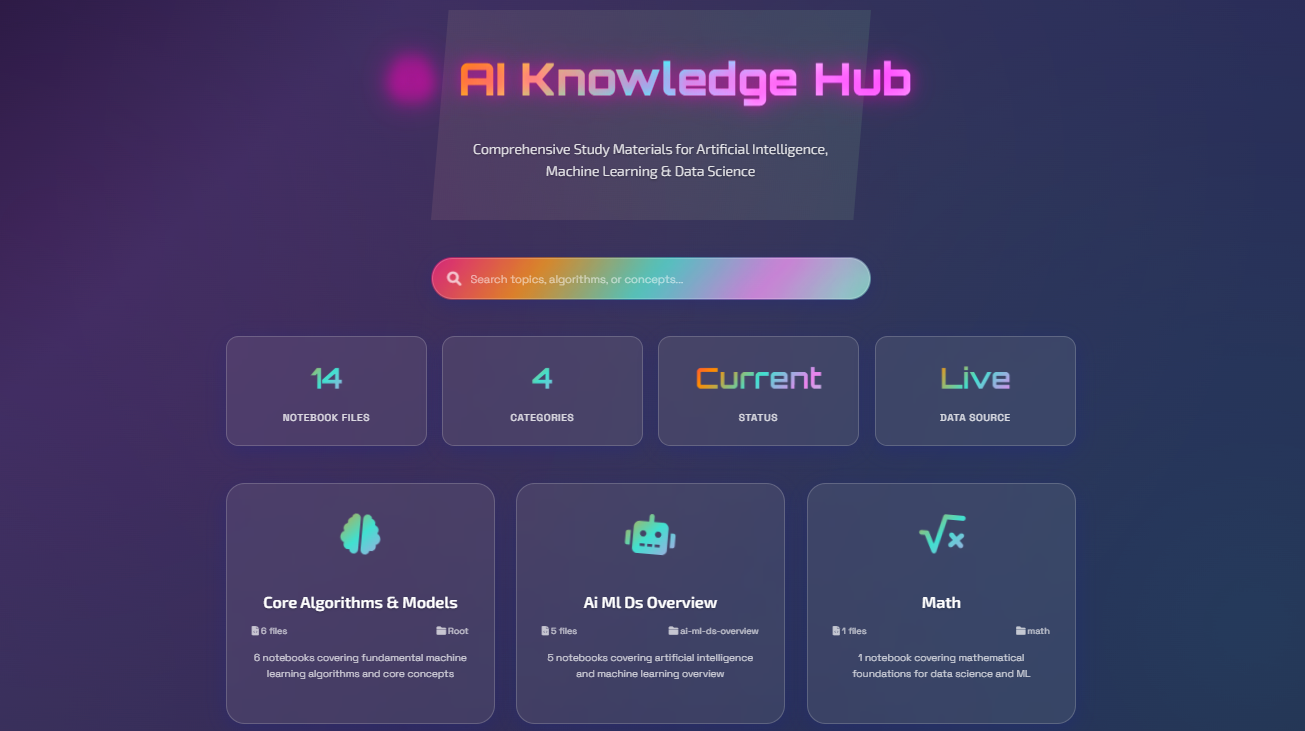 AI Knowledge Hub
Comprehensive Study Materials for Artificial Intelligence,
Machine Learning & Data Science
Search topics, algorithms, or concepts...
14
NOTEBOOK FILES
4
CATEGORIES
Current
STATUS
Live
DATA SOURCE
Core Algorithms & Models
6 files
Root
6 notebooks covering fundamental machine
learning algorithms and core concepts
Ai Ml Ds Overview
5 files
ai-ml-ds-overview
5 notebooks covering artificial intelligence
and machine learning overview
Math
1 files
math
1 notebook covering mathematical
foundations for data science and ML